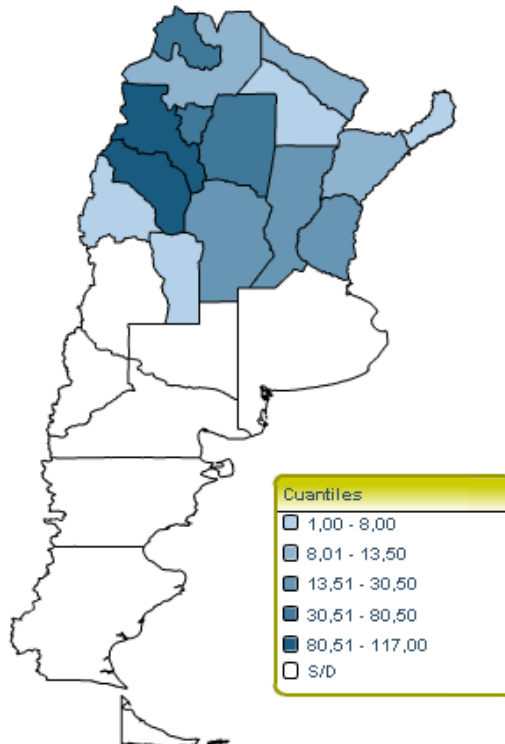 Cuantiles
1,00 - 8,00
8,01 - 13,50
13,51 - 30,50
30,51 - 80,50
80,51 - 117,00
S/D